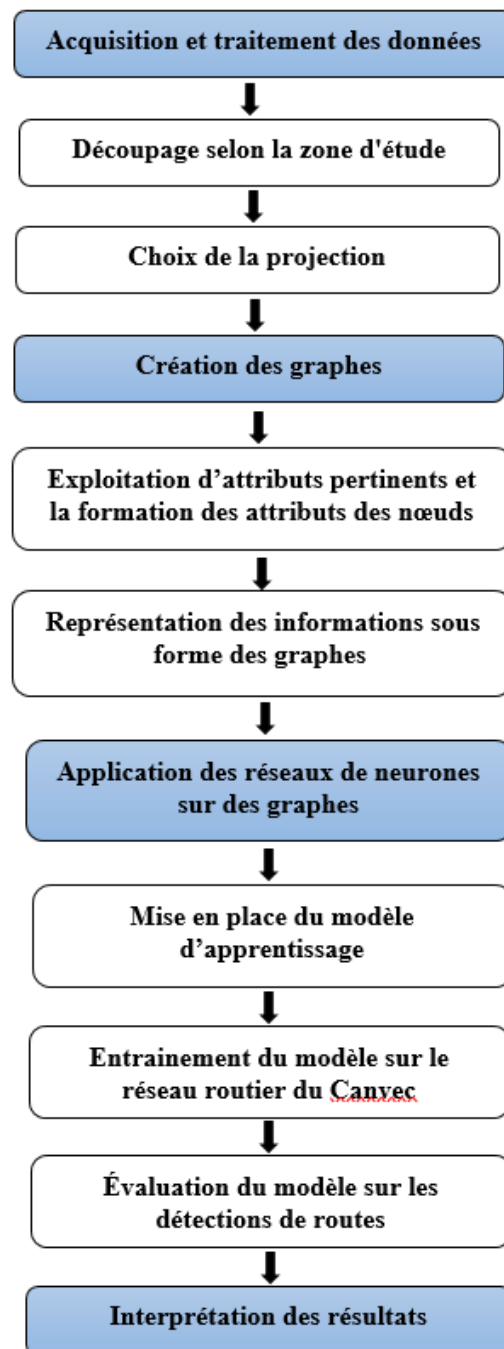 Acquisition et traitement des données
Découpage selon la zone d'étude
Choix de la projection
Création des graphes
Exploitation d’attributs pertinents et
la formation des attributs des nœuds
Représentation des informations sous
forme des graphes
Application des réseaux de neurones
sur des graphes
Mise en place du modèle
d’apprentissage
Entrainement du modèle sur le
réseau routier du Canvec
Évaluation du modèle sur les
détections de routes
Interprétation des résultats